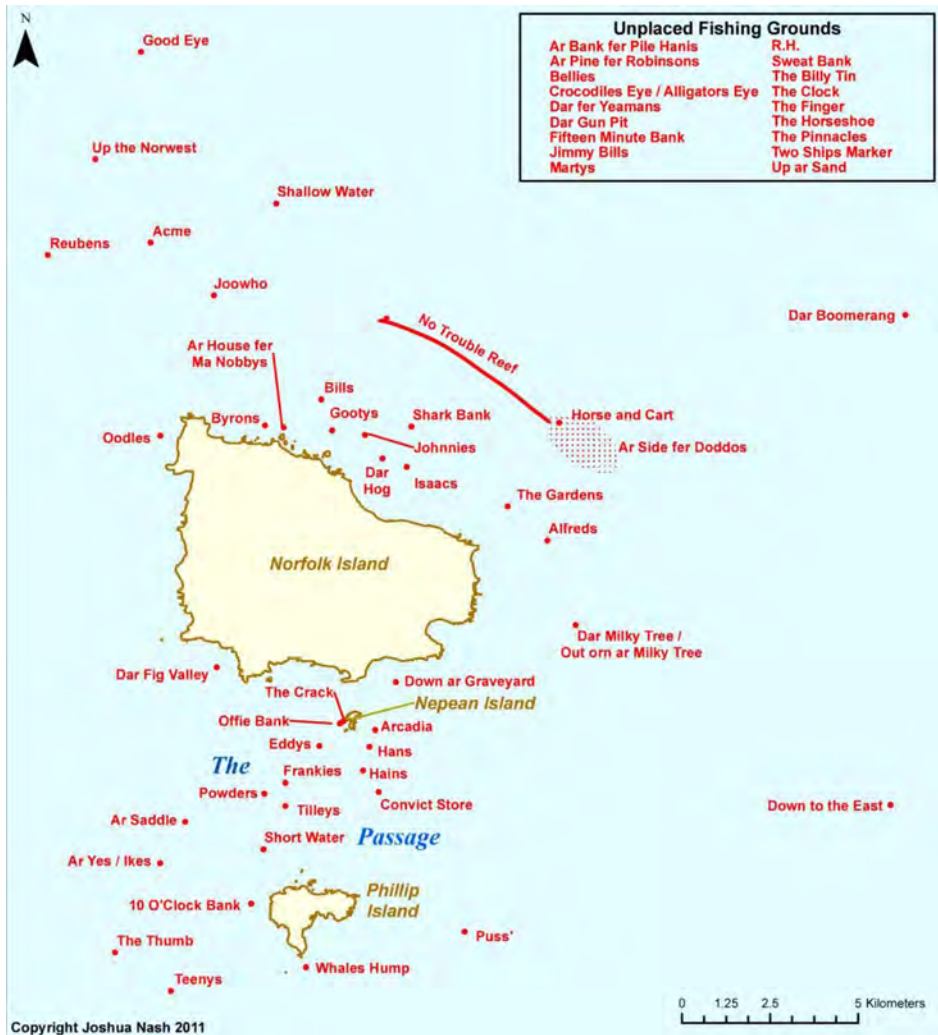 N
Good Eye
Unplaced Fishing Grounds
Ar Bank fer Pile Hanis
Ar Pine fer Robinsons
Bellies
Crocodiles Eye / Alligators Eye
Dar fer Yeamans
Dar Gun Pit
Fifteen Minute Bank
Jimmy Bills
Martys
R.H.
Sweat Bank
The Billy Tin
The Clock
The Finger
The Horseshoe
The Pinnacles
Two Ships Marker
Up ar Sand
Up the Norwest
Shallow Water
Acme
Reubens
Joowho
Dar Boomerang
No Trouble Reef
Ar House fer
Ma Nobbys
Bills
Byrons
Gootys
Shark Bank
Horse and Cart
Oodles
Johnnies
Ar Side fer Doddos
Dar
Hog
Isaacs
The Gardens
Alfreds
Norfolk Island
Dar Milky Tree /
Out orn ar Milky Tree
Dar Fig Valley
Down ar Graveyard
The Crack
Nepean Island
Offie Bank
Arcadia
Eddys
Hans
The
Frankies
Hains
Powders
Convict Store
Tilleys
Down to the East
Ar Saddle
Short Water
Passage
Ar Yes / Ikes
Phillip
Island
10 O'Clock Bank
Puss'
The Thumb
Whales Hump
Teenys
0 1.25 2.5 5 Kilometers
Copyright Joshua Nash 2011